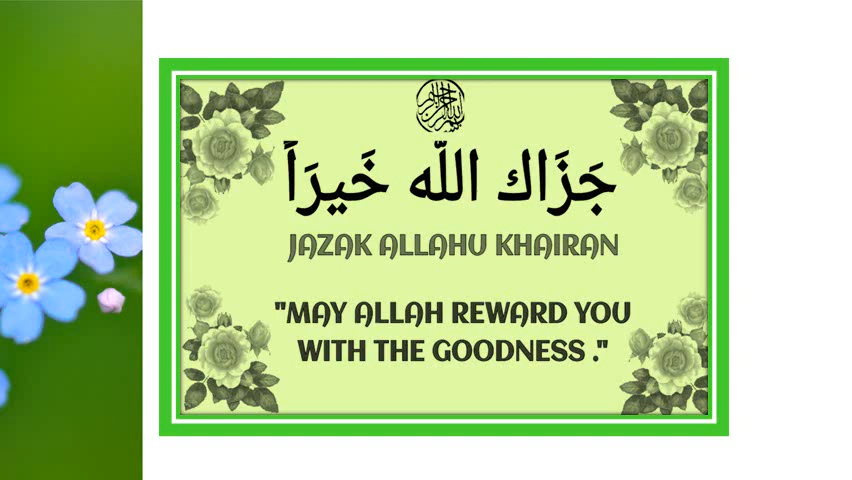 جَزَاك اللّه خَيرَاً
JAZAK ALLAHU KHAIRAN
"MAY ALLAH REWARD YOU
WITH THE GOODNESS ."